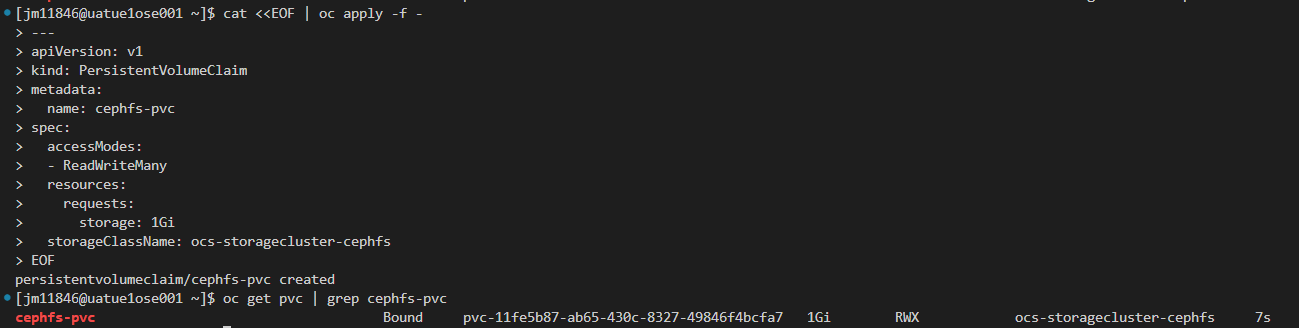 [jm11846@uatue1ose001 ~]$ cat <<EOF | oc apply -f -
> ---
> apiVersion: v1
> kind: PersistentVolumeClaim
> metadata:
>   name: cephfs-pvc
> spec:
>   accessModes:
>   - ReadWriteMany
>   resources:
>     requests:
>       storage: 1Gi
>   storageClassName: ocs-storagecluster-cephfs
> EOF
persistentvolumeclaim/cephfs-pvc created
[jm11846@uatue1ose001 ~]$ oc get pvc | grep cephfs-pvc
cephfs-pvc                                    Bound     pvc-11fe5b87-ab65-430c-8327-49846f4bcfa7   1Gi        RWX            ocs-storagecluster-cephfs     7s